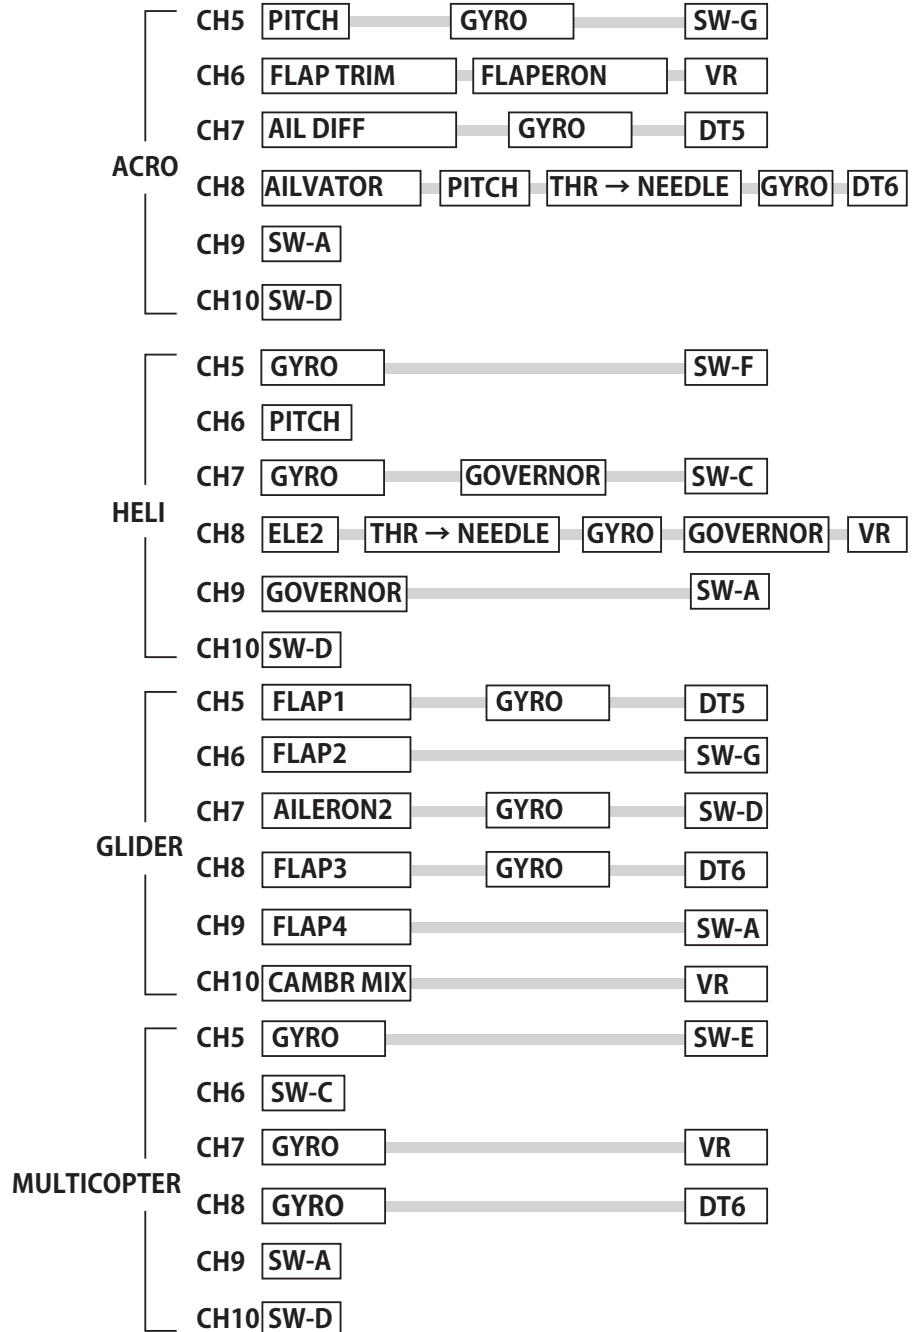 CH5 PITCH GYRO SW-G
CH6 FLAP TRIM FLAPERON VR
CH7 AIL DIFF GYRO DT5
ACRO
CH8 AILVATOR PITCH THR → NEEDLE GYRO DT6
CH9 SW-A
CH10 SW-D
CH5 GYRO SW-F
CH6 PITCH
CH7 GYRO GOVERNOR SW-C
HELI
CH8 ELE2 THR → NEEDLE GYRO GOVERNOR VR
CH9 GOVERNOR SW-A
CH10 SW-D
CH5 FLAP1 GYRO DT5
CH6 FLAP2 SW-G
CH7 AILERON2 GYRO SW-D
GLIDER
CH8 FLAP3 GYRO DT6
CH9 FLAP4 SW-A
CH10 CAMBR MIX VR
CH5 GYRO SW-E
CH6 SW-C
CH7 GYRO VR
MULTICOPTER
CH8 GYRO DT6
CH9 SW-A
CH10 SW-D